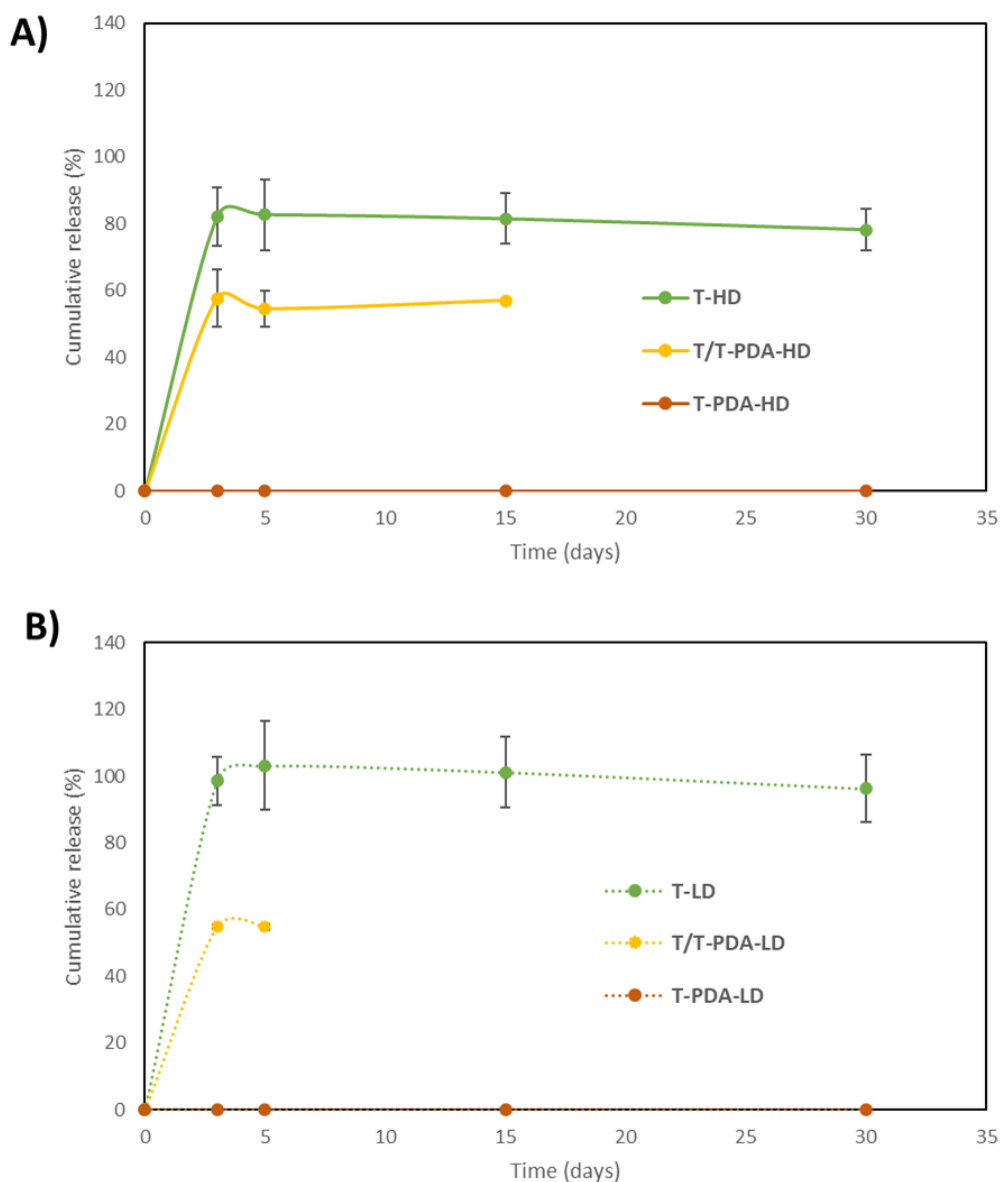 A)
140
120
100
80
60
40
20
0
Cumulative release (%)
T-HD
T/T-PDA-HD
T-PDA-HD
0 5 10 15 20 25 30 35
Time (days)
B)
140
120
100
80
60
40
20
0
Cumulative release (%)
T-LD
T/T-PDA-LD
T-PDA-LD
0 5 10 15 20 25 30 35
Time (days)